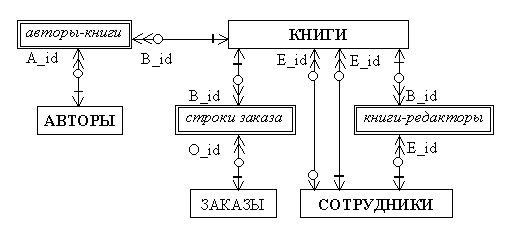 авторы-книги
КНИГИ
A_id
B_id
E_id
E_id
B_id
B_id
АВТОРЫ
строки заказа
книги-редакторы
O_id
E_id
ЗАКАЗЫ
СОТРУДНИКИ